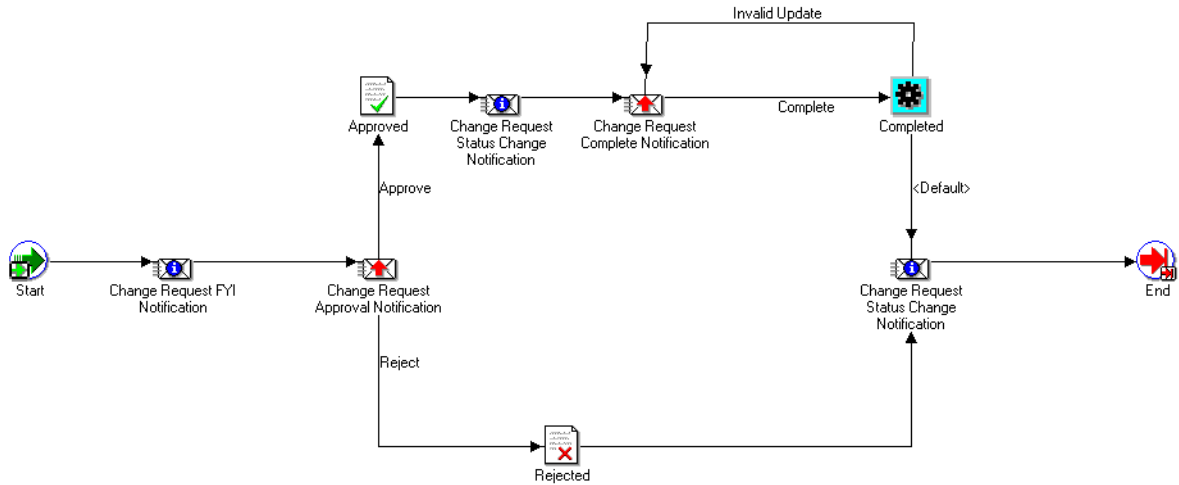 Invalid Update
Approved
Change Request
Status Change
Notification
Change Request
Complete Notification
Complete
Completed
Approve
<Default>
Start
Change Request FYI
Notification
Change Request
Approval Notification
Change Request
Status Change
Notification
End
Reject
Rejected